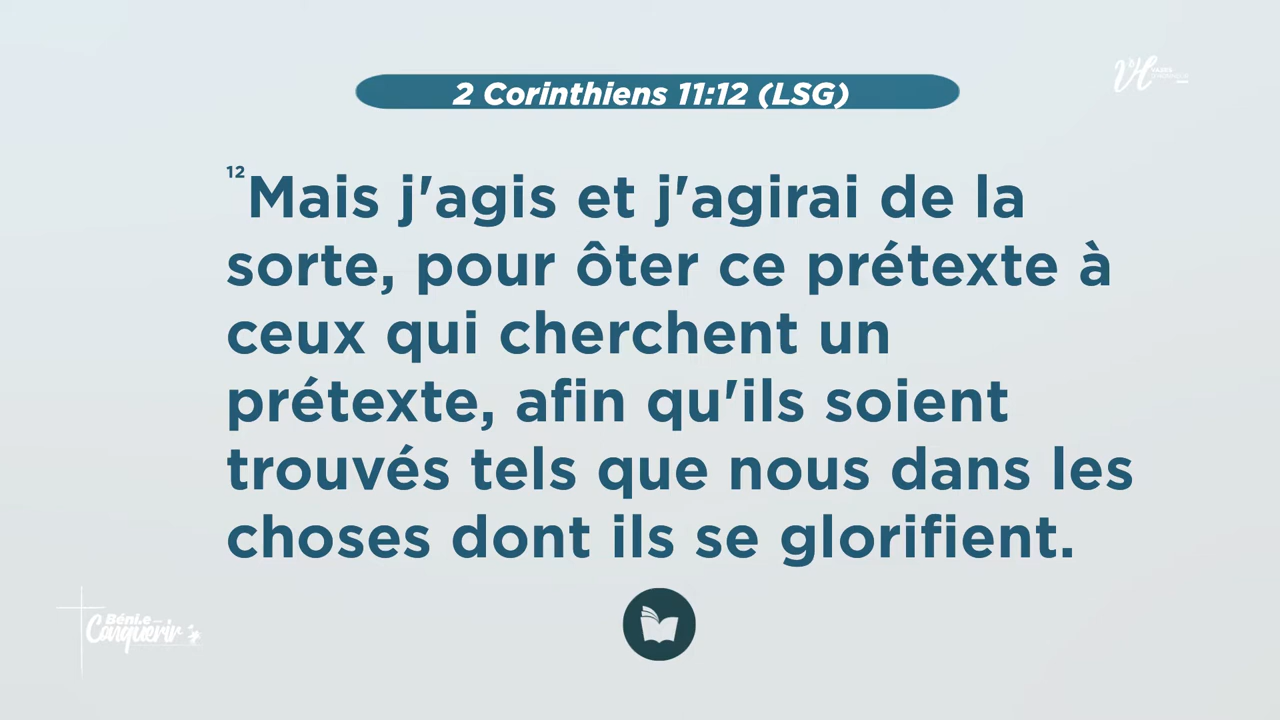 2 Corinthiens 11:12 (LSG)
12 Mais j'agis et j'agirai de la
sorte, pour ôter ce prétexte à
ceux qui cherchent un
prétexte, afin qu'ils soient
trouvés tels que nous dans les
choses dont ils se glorifient.
Béni.e
Conquerir